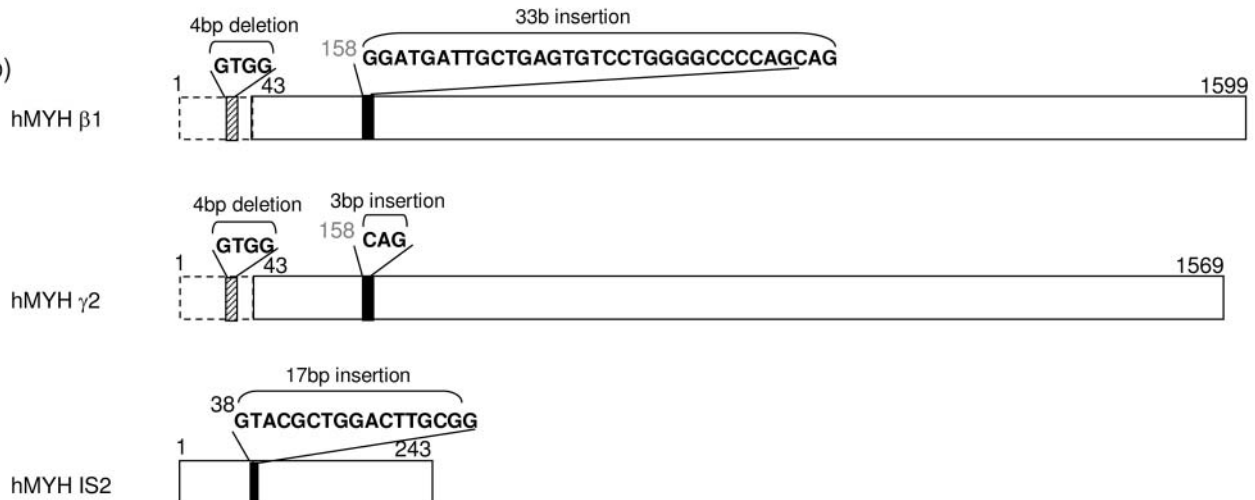 4bp deletion
33b insertion
GTGG
158
GGATGATTGCTGAGTGTCCTGGGGCCCCAGCAG
)
1
43
1599
hMYH β1
4bp deletion
3bp insertion
GTGG
158
CAG
1
43
1569
hMYH γ2
17bp insertion
38
GTACGCTGGACTTGCGG
1
243
hMYH IS2